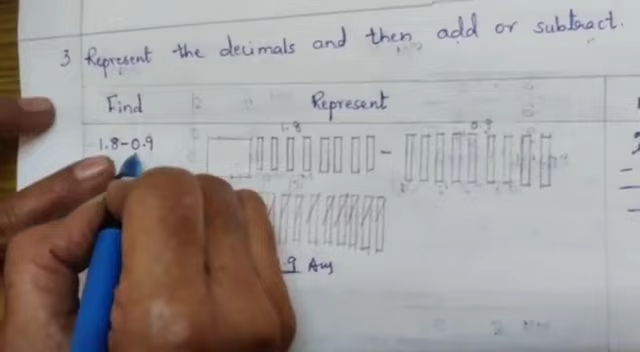 3 Represent the decimals and then add or subtract.
Find Represent
1.8 0.9
1.8-0.9 -
9 Ans